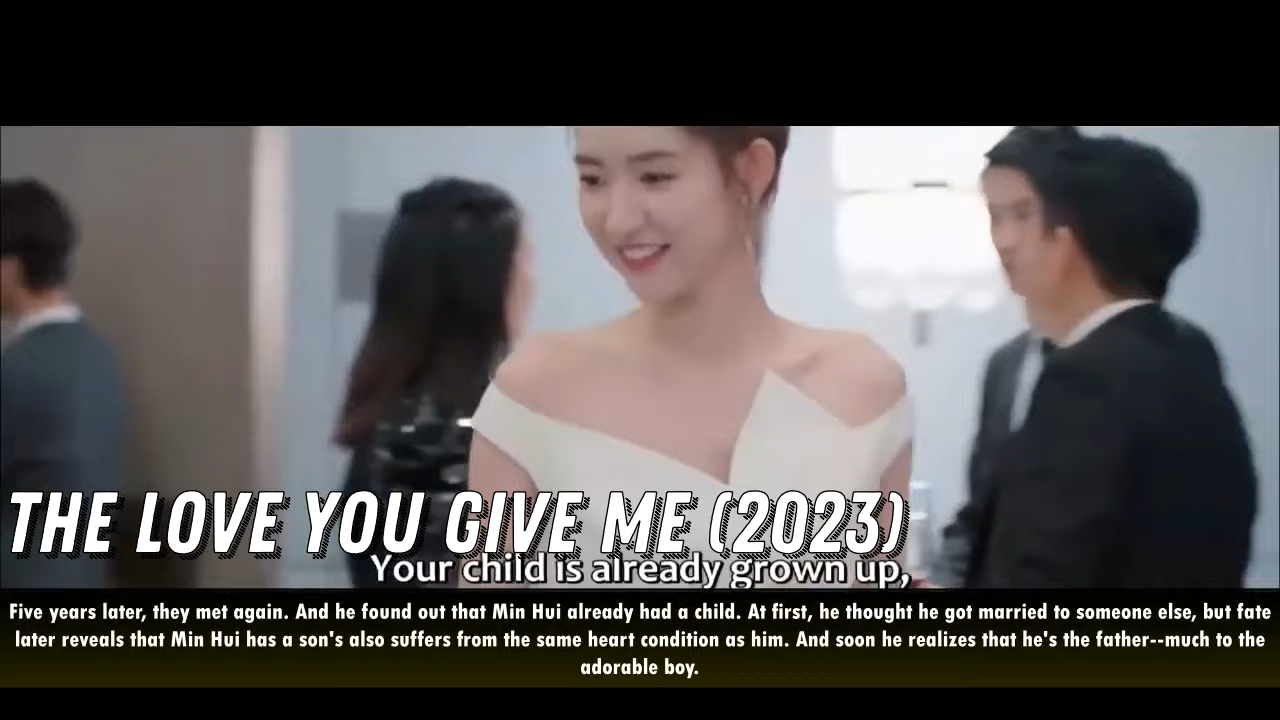 THE LOVE YOU GIVE ME (2023)
Your child is already grown up,
Five years later, they met again. And he found out that Min Hui already had a child. At first, he thought he got married to someone else, but fate
later reveals that Min Hui has a son's also suffers from the same heart condition as him. And soon he realizes that he's the father--much to the
adorable boy.